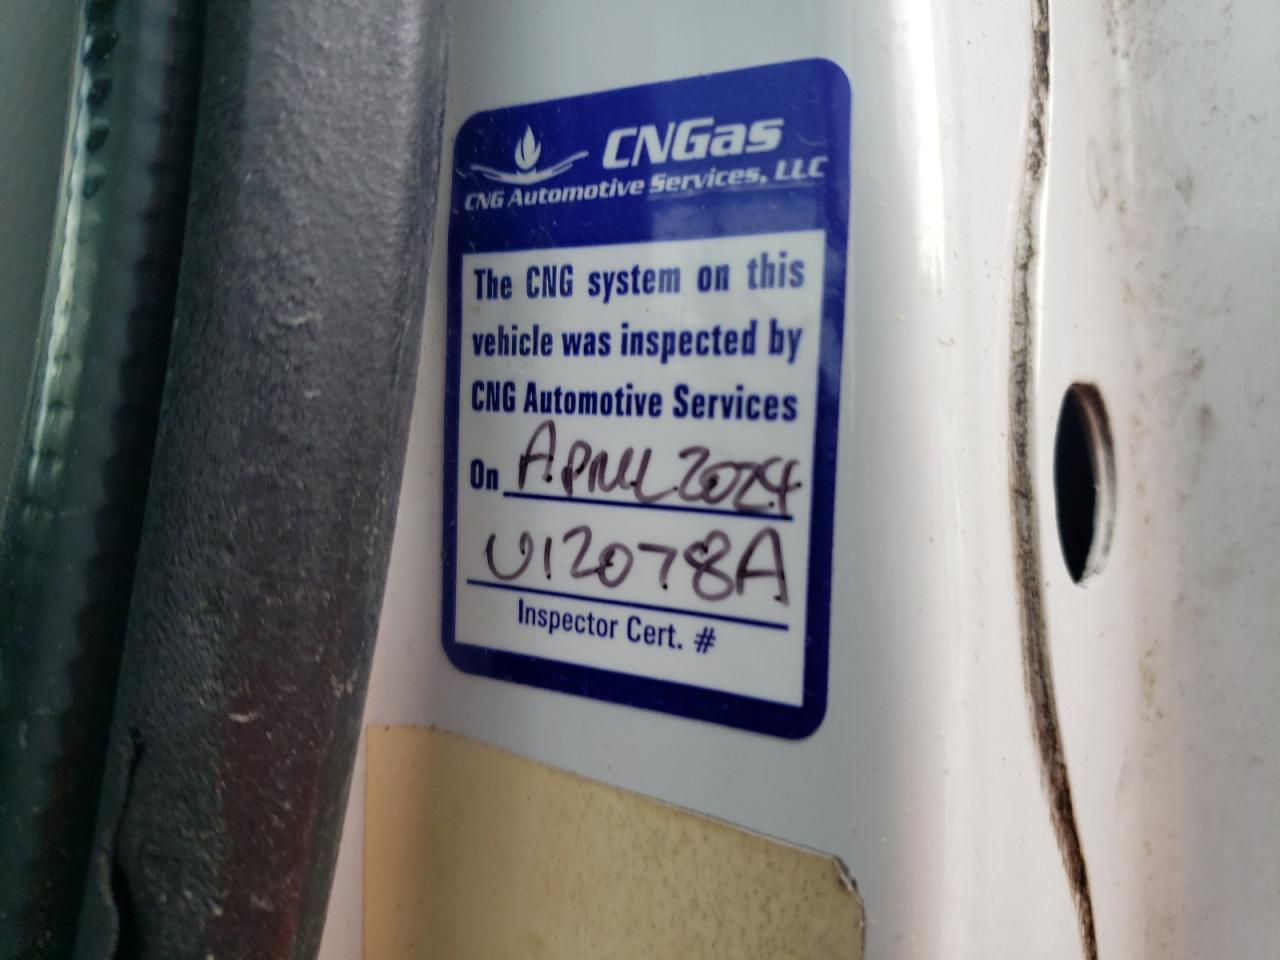 CNGas
CNG Automotive Services, LLC
The CNG system on this
vehicle was inspected by
CNG Automotive Services
On APRIL 2024
U12078A
Inspector Cert. #